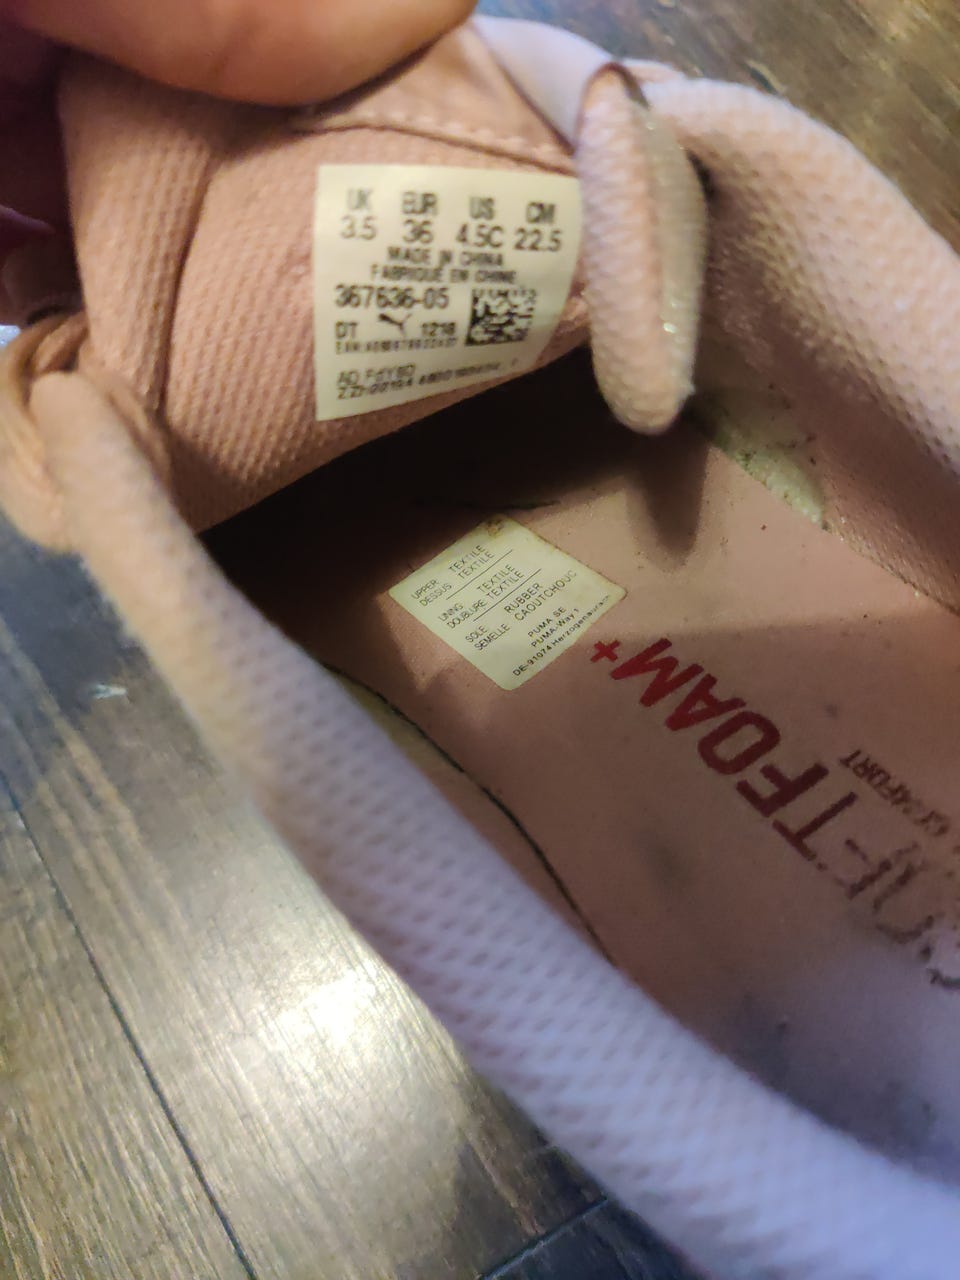 UK EUR US CM
3.5 36 4.5C 22.5
MADE IN CHINA
FABRIQUÉ EN CHINE
367636-05
DT 1218
UPPER TEXTILE
DESSUS TEXTILE
LINING TEXTILE
DOUBLURE TEXTILE
SOLE RUBBER
SEMELLE CAOUTCHOUC
PUMA SE
PUMA-Way 1
DE-91074 Herzogenaurach
SOFTFOAM+